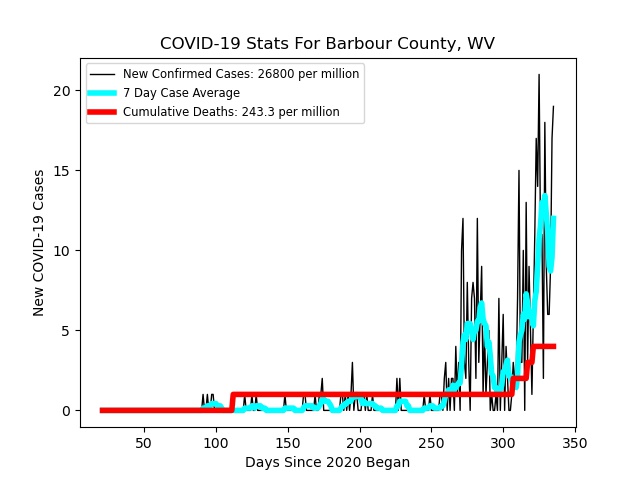 COVID-19 Stats For Barbour County, WV
New Confirmed Cases: 26800 per million
7 Day Case Average
Cumulative Deaths: 243.3 per million
New COVID-19 Cases
20
15
10
5
0
50 100 150 200 250 300 350
Days Since 2020 Began